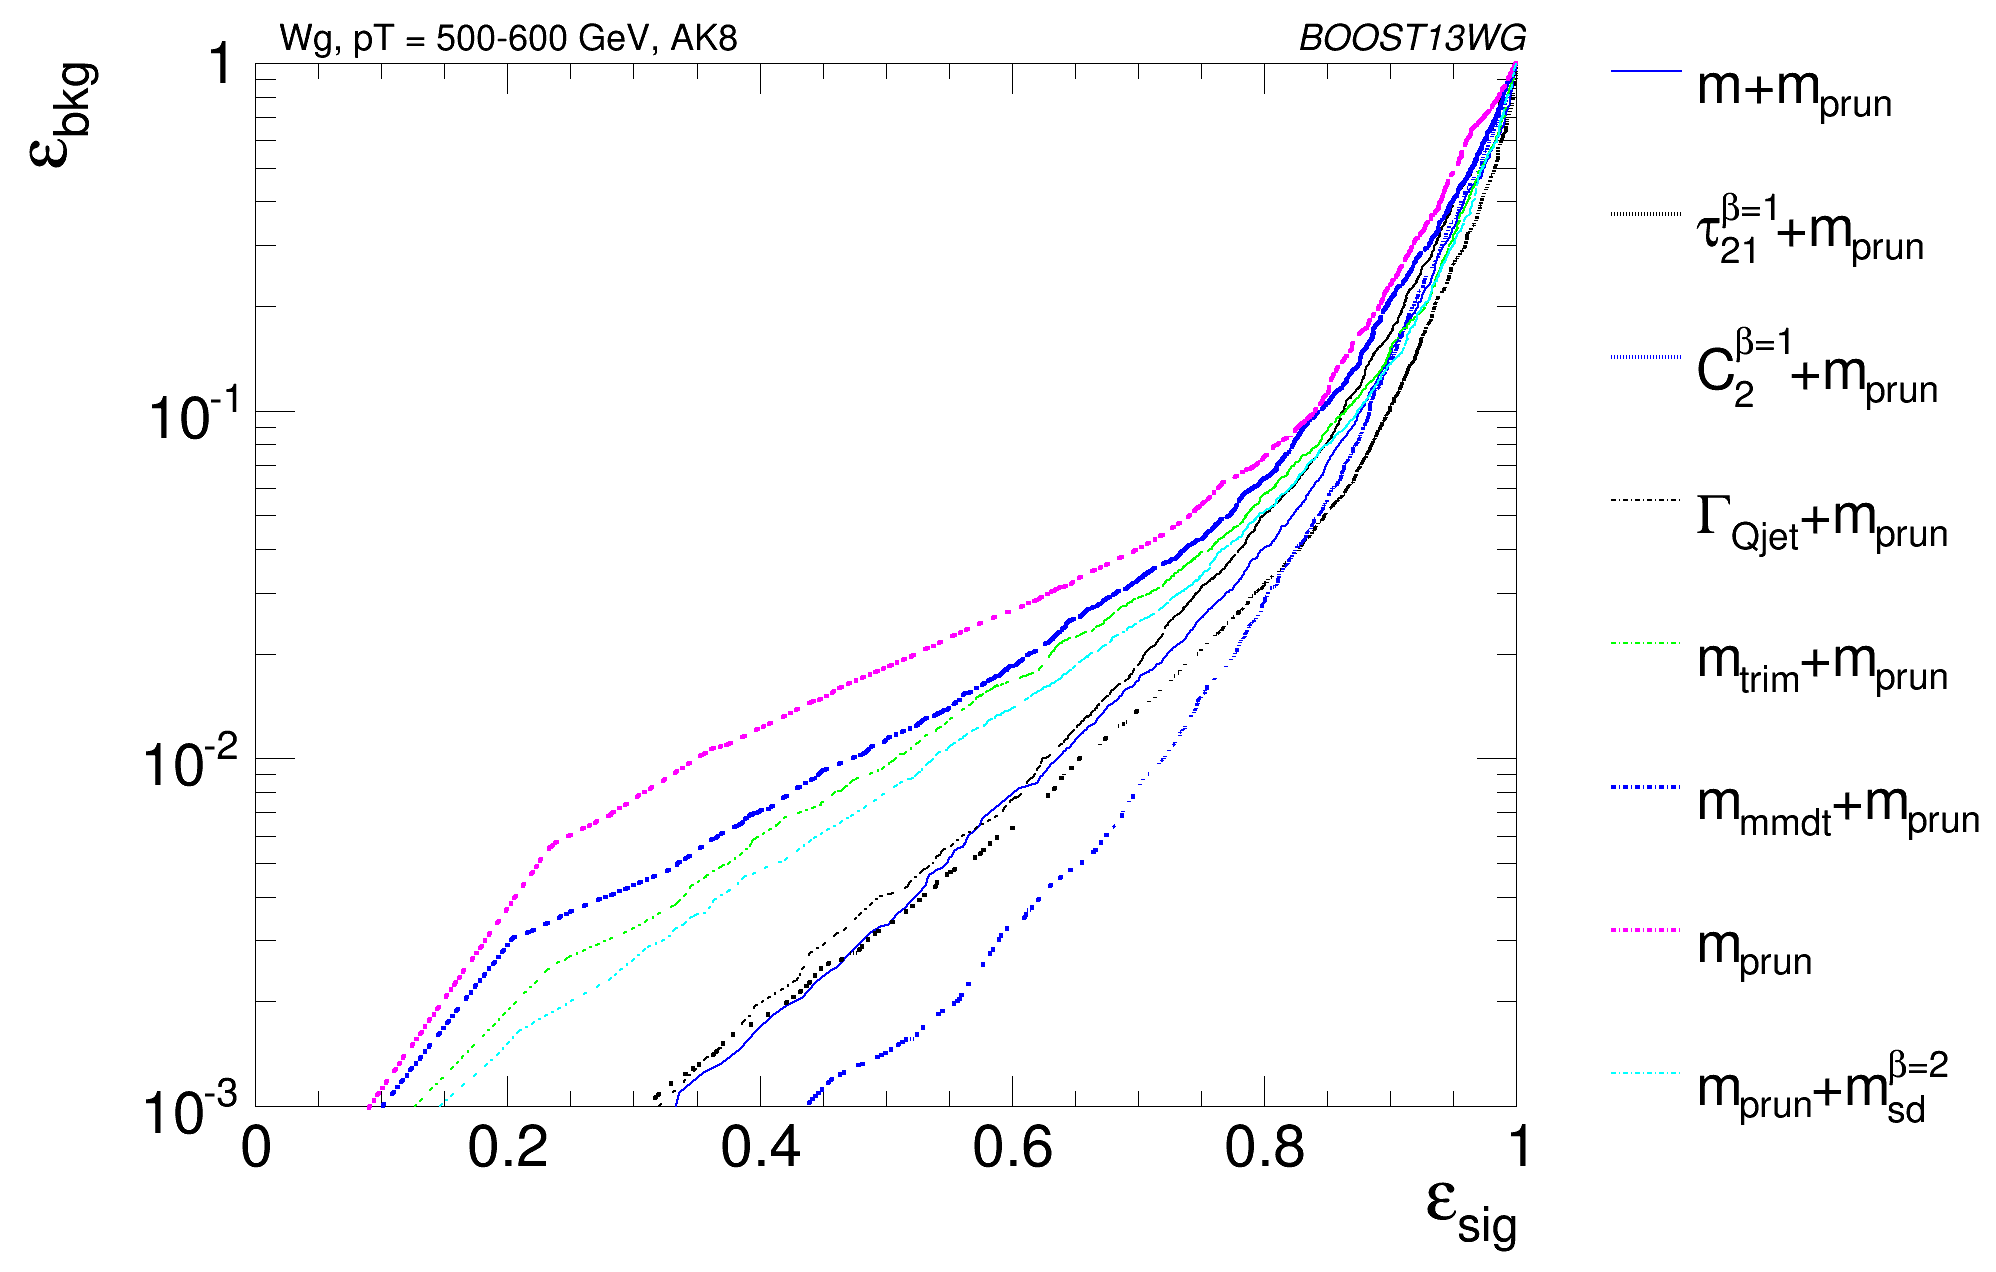 Wg, pT = 500-600 GeV, AK8 BOOST13WG
ε_bkg
1
10^-1
10^-2
10^-3
0 0.2 0.4 0.6 0.8 1
ε_sig
m+m_prun
τ_21^β=1+m_prun
C_2^β=1+m_prun
Γ_Qjet+m_prun
m_trim+m_prun
m_mmdt+m_prun
m_prun
m_prun+m_sd^β=2